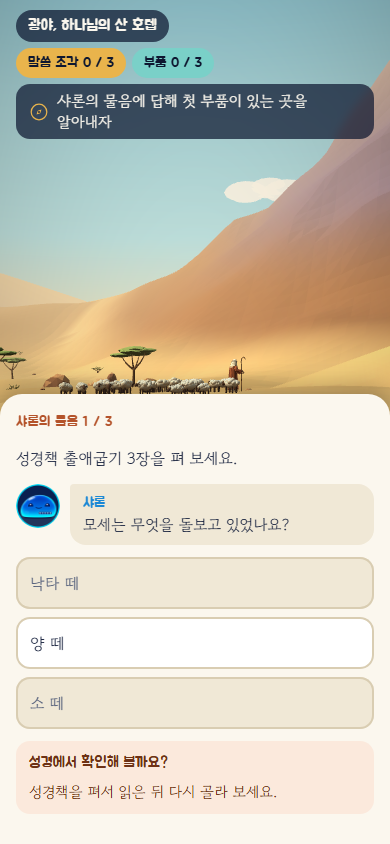 광야, 하나님의 산 호렙
말씀 조각 0 / 3
부품 0 / 3
샤론의 물음에 답해 첫 부품이 있는 곳을
알아내자
샤론의 물음 1 / 3
성경책 출애굽기 3장을 펴 보세요.
샤론
모세는 무엇을 돌보고 있었나요?
낙타 떼
양 떼
소 떼
성경에서 확인해 볼까요?
성경책을 펴서 읽은 뒤 다시 골라 보세요.